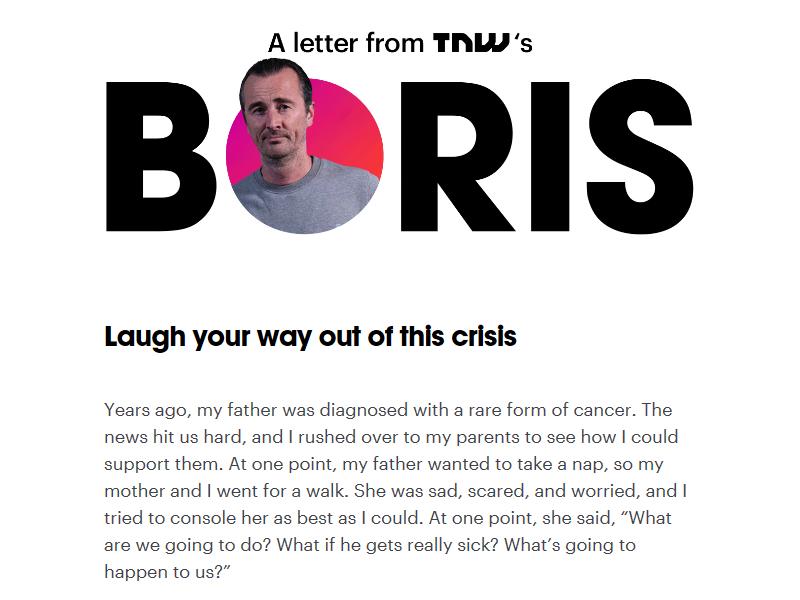 A letter from TNW 's
BORIS
Laugh your way out of this crisis
Years ago, my father was diagnosed with a rare form of cancer. The
news hit us hard, and I rushed over to my parents to see how I could
support them. At one point, my father wanted to take a nap, so my
mother and I went for a walk. She was sad, scared, and worried, and I
tried to console her as best as I could. At one point, she said, “What
are we going to do? What if he gets really sick? What’s going to
happen to us?”